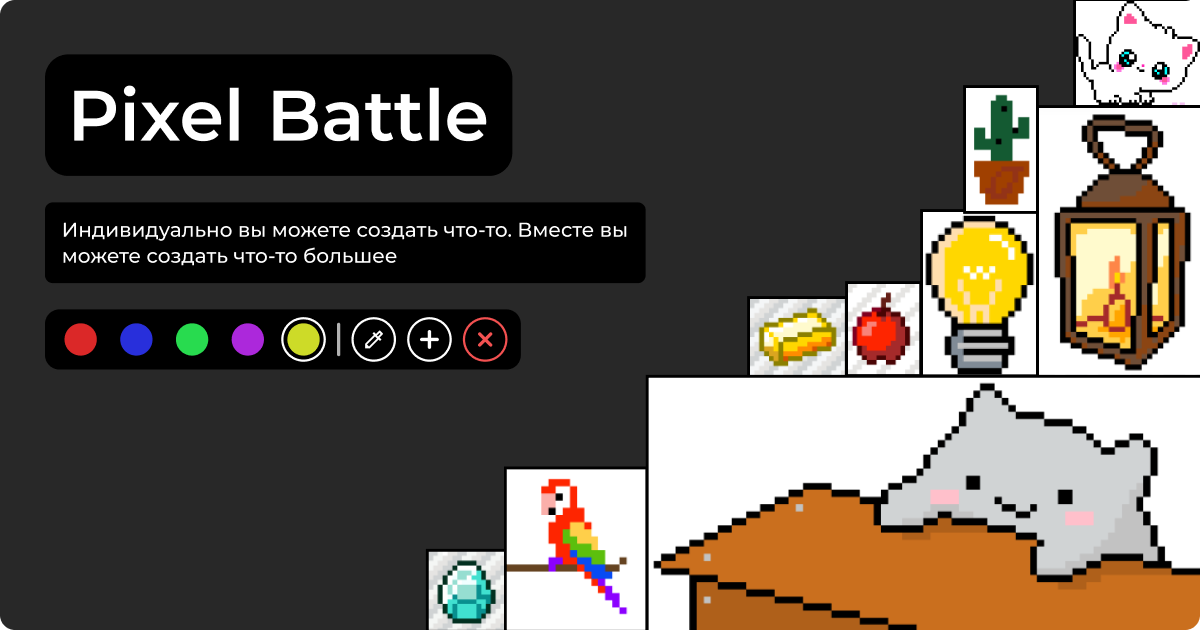 Pixel Battle
Индивидуально вы можете создать что-то. Вместе вы
можете создать что-то большее